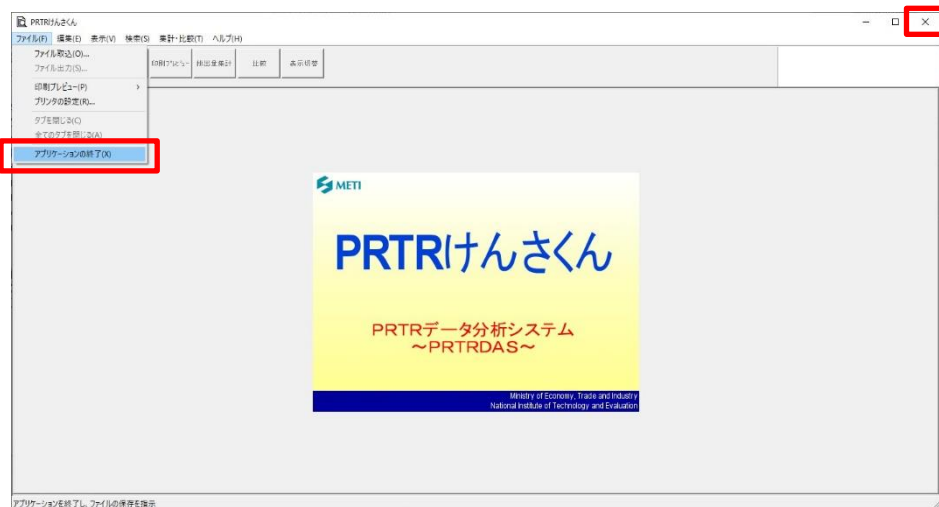 PRTRけんさくん
ファイル(F) 編集(E) 表示(V) 検索(S) 集計・比較(T) ヘルプ(H)
ファイル取込(O)...
ファイル出力(S)...
印刷プレビュー 排出量集計 比較 表示切替
印刷プレビュー(P)
プリンタの設定(R)...
タブを閉じる(C)
全てのタブを閉じる(A)
アプリケーションの終了(X)
METI
PRTRけんさくん
PRTRデータ分析システム
～PRTRDAS～
Ministry of Economy, Trade and Industry
National Institute of Technology and Evaluation
アプリケーションを終了し、ファイルの保存を指示